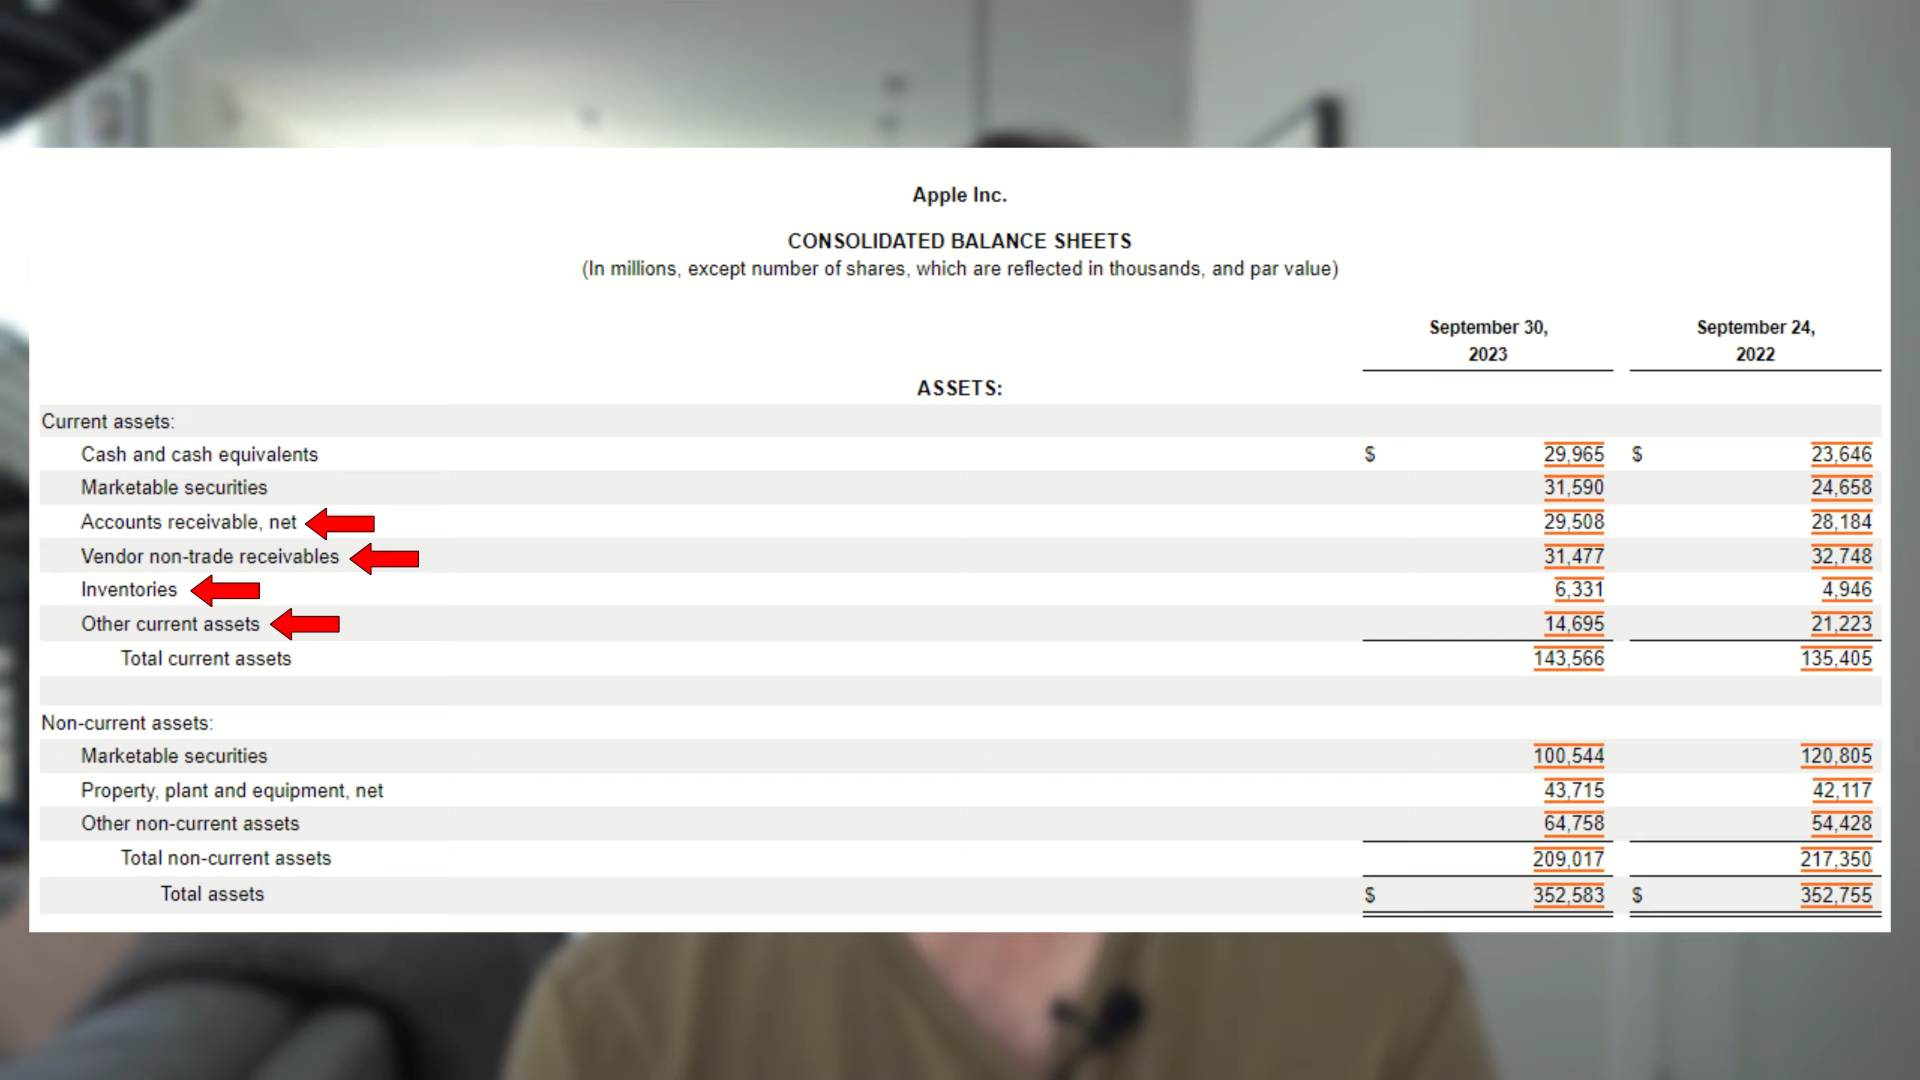 Apple Inc.
CONSOLIDATED BALANCE SHEETS
(In millions, except number of shares, which are reflected in thousands, and par value)
September 30, 2023 September 24, 2022
ASSETS:
Current assets:
Cash and cash equivalents $ 29,965 $ 23,646
Marketable securities 31,590 24,658
Accounts receivable, net 29,508 28,184
Vendor non-trade receivables 31,477 32,748
Inventories 6,331 4,946
Other current assets 14,695 21,223
Total current assets 143,566 135,405
Non-current assets:
Marketable securities 100,544 120,805
Property, plant and equipment, net 43,715 42,117
Other non-current assets 64,758 54,428
Total non-current assets 209,017 217,350
Total assets $ 352,583 $ 352,755